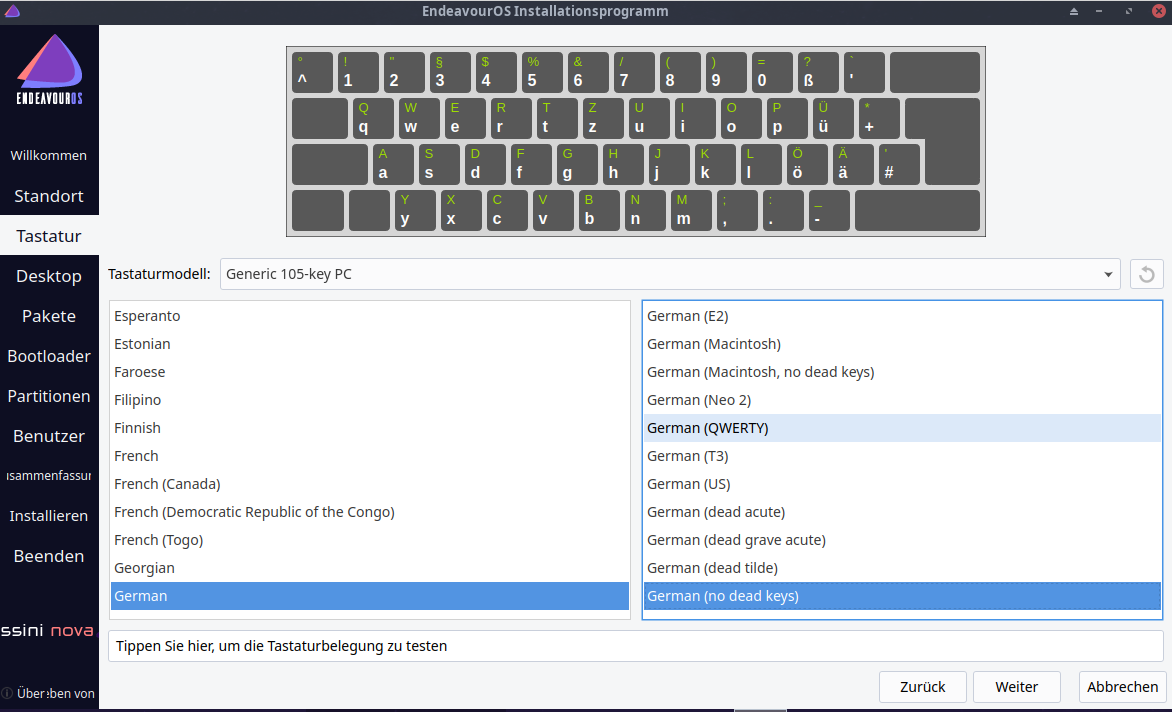 EndeavourOS Installationsprogramm
ENDEAVOUROS
Willkommen
Standort
Tastatur
Desktop
Pakete
Bootloader
Partitionen
Benutzer
usammenfassun
Installieren
Beenden
ssini nova
Über
ben von
° ! " § $ % & / ( ) = ? `
^ 1 2 3 4 5 6 7 8 9 0 ß '
Q W E R T Z U I O P Ü *
q w e r t z u i o p ü +
A S D F G H J K L Ö Ä '
a s d f g h j k l ö ä #
Y X C V B N M ; : _
y x c v b n m , . -
Tastaturmodell: Generic 105-key PC
Esperanto
Estonian
Faroese
Filipino
Finnish
French
French (Canada)
French (Democratic Republic of the Congo)
French (Togo)
Georgian
German
German (E2)
German (Macintosh)
German (Macintosh, no dead keys)
German (Neo 2)
German (QWERTY)
German (T3)
German (US)
German (dead acute)
German (dead grave acute)
German (dead tilde)
German (no dead keys)
Tippen Sie hier, um die Tastaturbelegung zu testen
Zurück
Weiter
Abbrechen